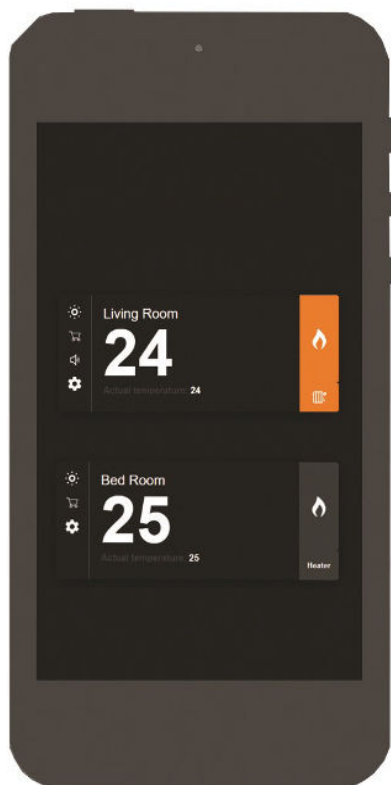 Living Room
24
Actual temperature: 24
Bed Room
25
Actual temperature: 25
Heater